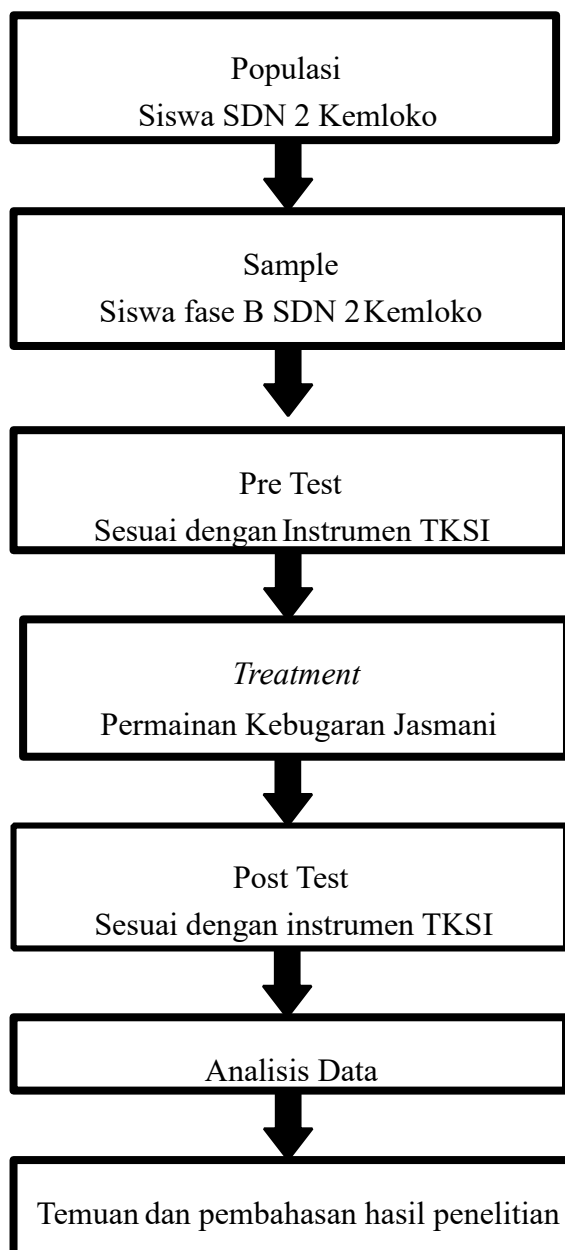 Populasi
Siswa SDN 2 Kemloko
Sample
Siswa fase B SDN 2 Kemloko
Pre Test
Sesuai dengan Instrumen TKSI
Treatment
Permainan Kebugaran Jasmani
Post Test
Sesuai dengan instrumen TKSI
Analisis Data
Temuan dan pembahasan hasil penelitian